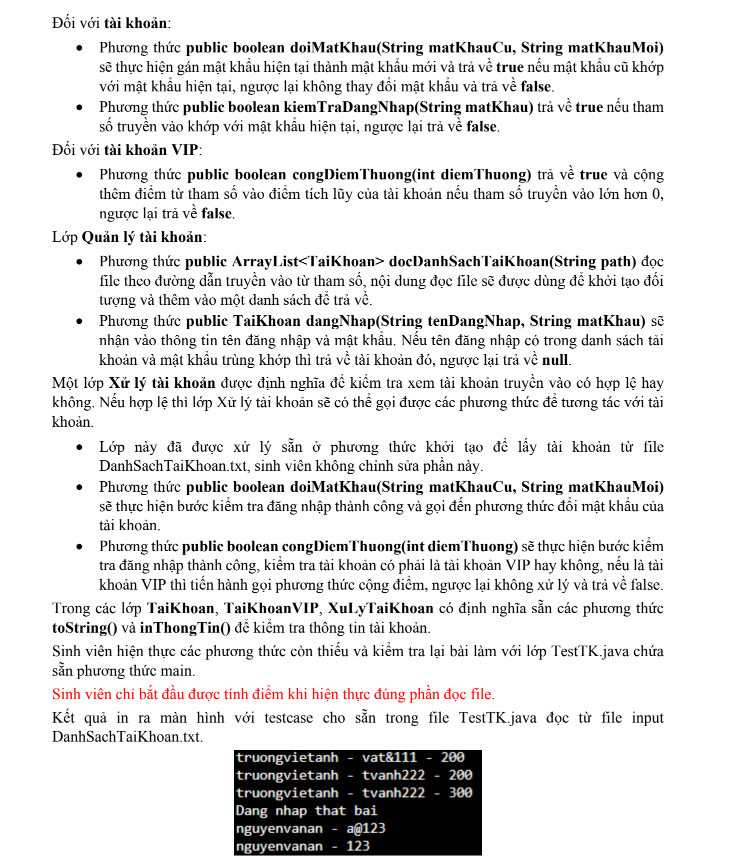 Đối với tài khoản:
• Phương thức public boolean doiMatKhau(String matKhauCu, String matKhauMoi)
sẽ thực hiện gán mật khẩu hiện tại thành mật khẩu mới và trả về true nếu mật khẩu cũ khớp
với mật khẩu hiện tại, ngược lại không thay đổi mật khẩu và trả về false.
• Phương thức public boolean kiemTraDangNhap(String matKhau) trả về true nếu tham
số truyền vào khớp với mật khẩu hiện tại, ngược lại trả về false.
Đối với tài khoản VIP:
• Phương thức public boolean congDiemThuong(int diemThuong) trả về true và cộng
thêm điểm từ tham số vào điểm tích lũy của tài khoản nếu tham số truyền vào lớn hơn 0,
ngược lại trả về false.
Lớp Quản lý tài khoản:
• Phương thức public ArrayList<TaiKhoan> docDanhSachTaiKhoan(String path) đọc
file theo đường dẫn truyền vào từ tham số, nội dung đọc file sẽ được dùng để khởi tạo đối
tượng và thêm vào một danh sách để trả về.
• Phương thức public TaiKhoan dangNhap(String tenDangNhap, String matKhau) sẽ
nhận vào thông tin tên đăng nhập và mật khẩu. Nếu tên đăng nhập có trong danh sách tài
khoản và mật khẩu trùng khớp thì trả về tài khoản đó, ngược lại trả về null.
Một lớp Xử lý tài khoản được định nghĩa để kiểm tra xem tài khoản truyền vào có hợp lệ hay
không. Nếu hợp lệ thì lớp Xử lý tài khoản sẽ có thể gọi được các phương thức để tương tác với tài
khoản.
• Lớp này đã được xử lý sẵn ở phương thức khởi tạo để lấy tài khoản từ file
DanhSachTaiKhoan.txt, sinh viên không chỉnh sửa phần này.
• Phương thức public boolean doiMatKhau(String matKhauCu, String matKhauMoi)
sẽ thực hiện bước kiểm tra đăng nhập thành công và gọi đến phương thức đổi mật khẩu của
tài khoản.
• Phương thức public boolean congDiemThuong(int diemThuong) sẽ thực hiện bước kiểm
tra đăng nhập thành công, kiểm tra tài khoản có phải là tài khoản VIP hay không, nếu là tài
khoản VIP thì tiến hành gọi phương thức cộng điểm, ngược lại không xử lý và trả về false.
Trong các lớp TaiKhoan, TaiKhoanVIP, XuLyTaiKhoan có định nghĩa sẵn các phương thức
toString() và inThongTin() để kiểm tra thông tin tài khoản.
Sinh viên hiện thực các phương thức còn thiếu và kiểm tra lại bài làm với lớp TestTK.java chứa
sẵn phương thức main.
Sinh viên chỉ bắt đầu được tính điểm khi hiện thực đúng phần đọc file.
Kết quả in ra màn hình với testcase cho sẵn trong file TestTK.java đọc từ file input
DanhSachTaiKhoan.txt.
truongvietanh - vat&111 - 200
truongvietanh - tvanh222 - 200
truongvietanh - tvanh222 - 300
Dang nhap that bai
nguyenvanan - a@123
nguyenvanan - 123